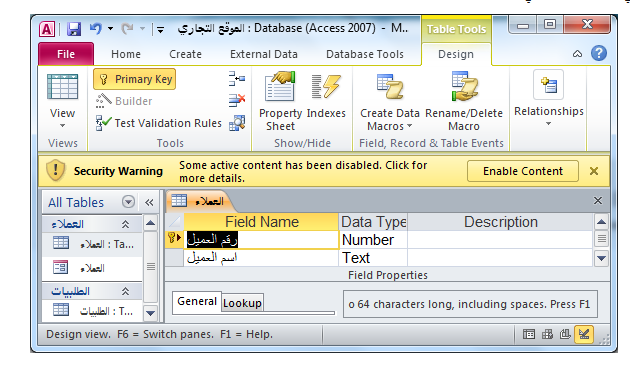 الموقع التجاري : Database (Access 2007) - M..
Table Tools
File Home Create External Data Database Tools Design
View
Primary Key
Builder
Test Validation Rules
Property Sheet
Indexes
Create Data Macros
Rename/Delete Macro
Relationships
Views Tools Show/Hide Field, Record & Table Events
Security Warning Some active content has been disabled. Click for
more details.
Enable Content
All Tables
العملاء
العملاء : Ta...
العملاء
الطلبيات
الطلبيات : T...
العملاء
Field Name Data Type Description
رقم العميل Number
اسم العميل Text
Field Properties
General Lookup
o 64 characters long, including spaces. Press F1
Design view. F6 = Switch panes. F1 = Help.